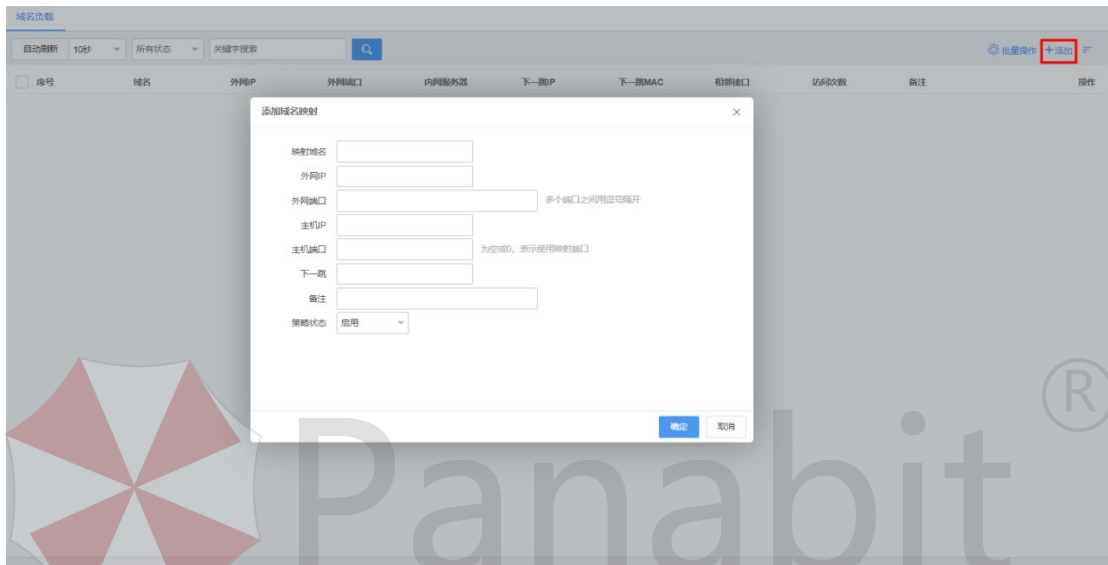 域名负载
自动刷新 10秒 所有状态 关键字搜索 批量操作 +添加
序号 域名 外网IP 外网端口 内网服务器 下一跳IP 下一跳MAC 相邻接口 访问次数 备注 操作
添加域名映射
映射域名
外网IP
外网端口 多个端口之间用逗号隔开
主机IP
主机端口 为空或0，表示使用映射端口
下一跳
备注
策略状态 启用
确定 取消
Panabit®